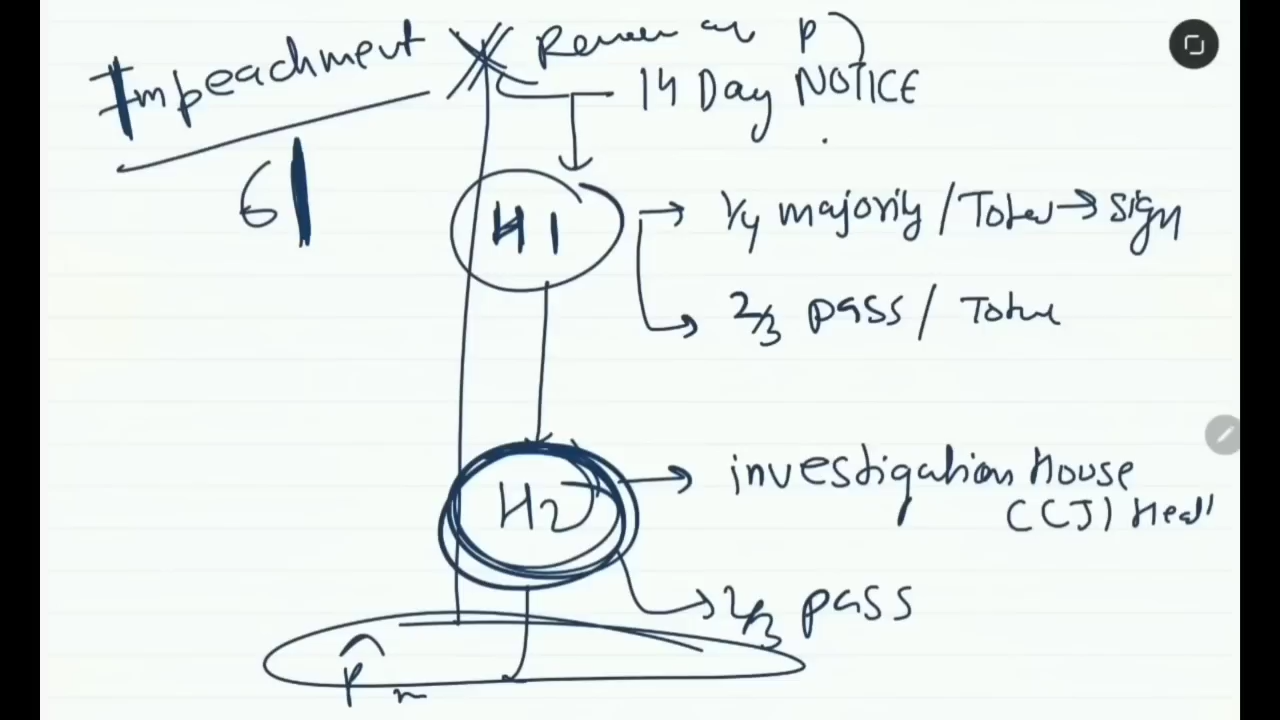 Impeachment
61
P)
14 Day NOTICE
H1
1/4 majority / Total → sign
2/3 pass / Total
H2
investigation House
(CJI Head)
2/3 pass
P